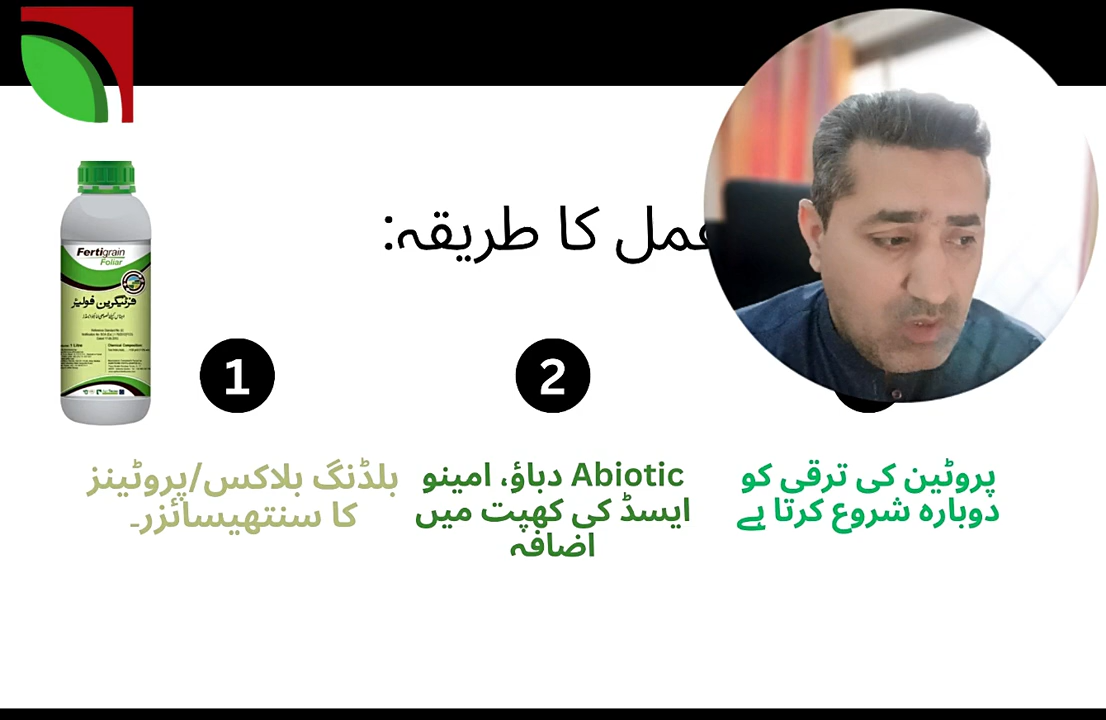 عمل کا طریقہ:
Fertigrain
Foliar
فرٹیگرین فولیئر
1
2
بلڈنگ بلاکس/پروٹینز
کا سنتھیسائزر۔
Abiotic دباؤ، امینو
ایسڈ کی کھپت میں
اضافہ
پروٹین کی ترقی کو
دوبارہ شروع کرتا ہے